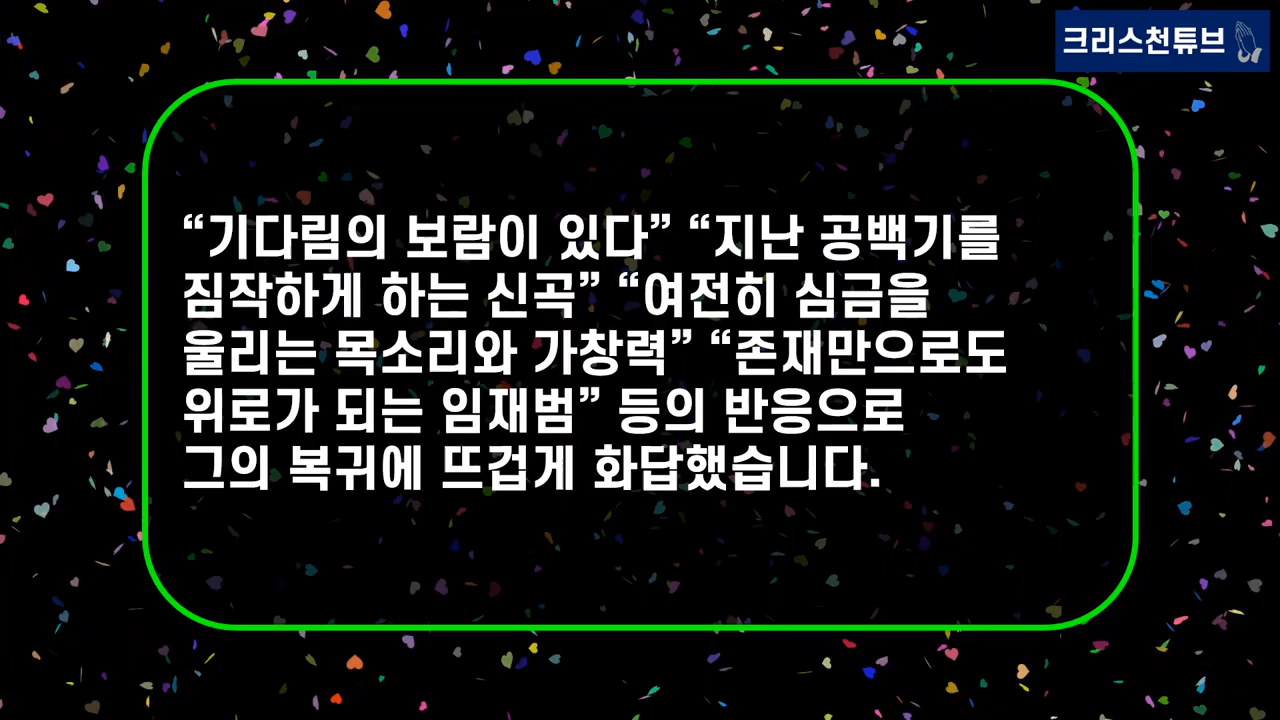 크리스천튜브
“기다림의 보람이 있다” “지난 공백기를
짐작하게 하는 신곡” “여전히 심금을
울리는 목소리와 가창력” “존재만으로도
위로가 되는 임재범” 등의 반응으로
그의 복귀에 뜨겁게 화답했습니다.